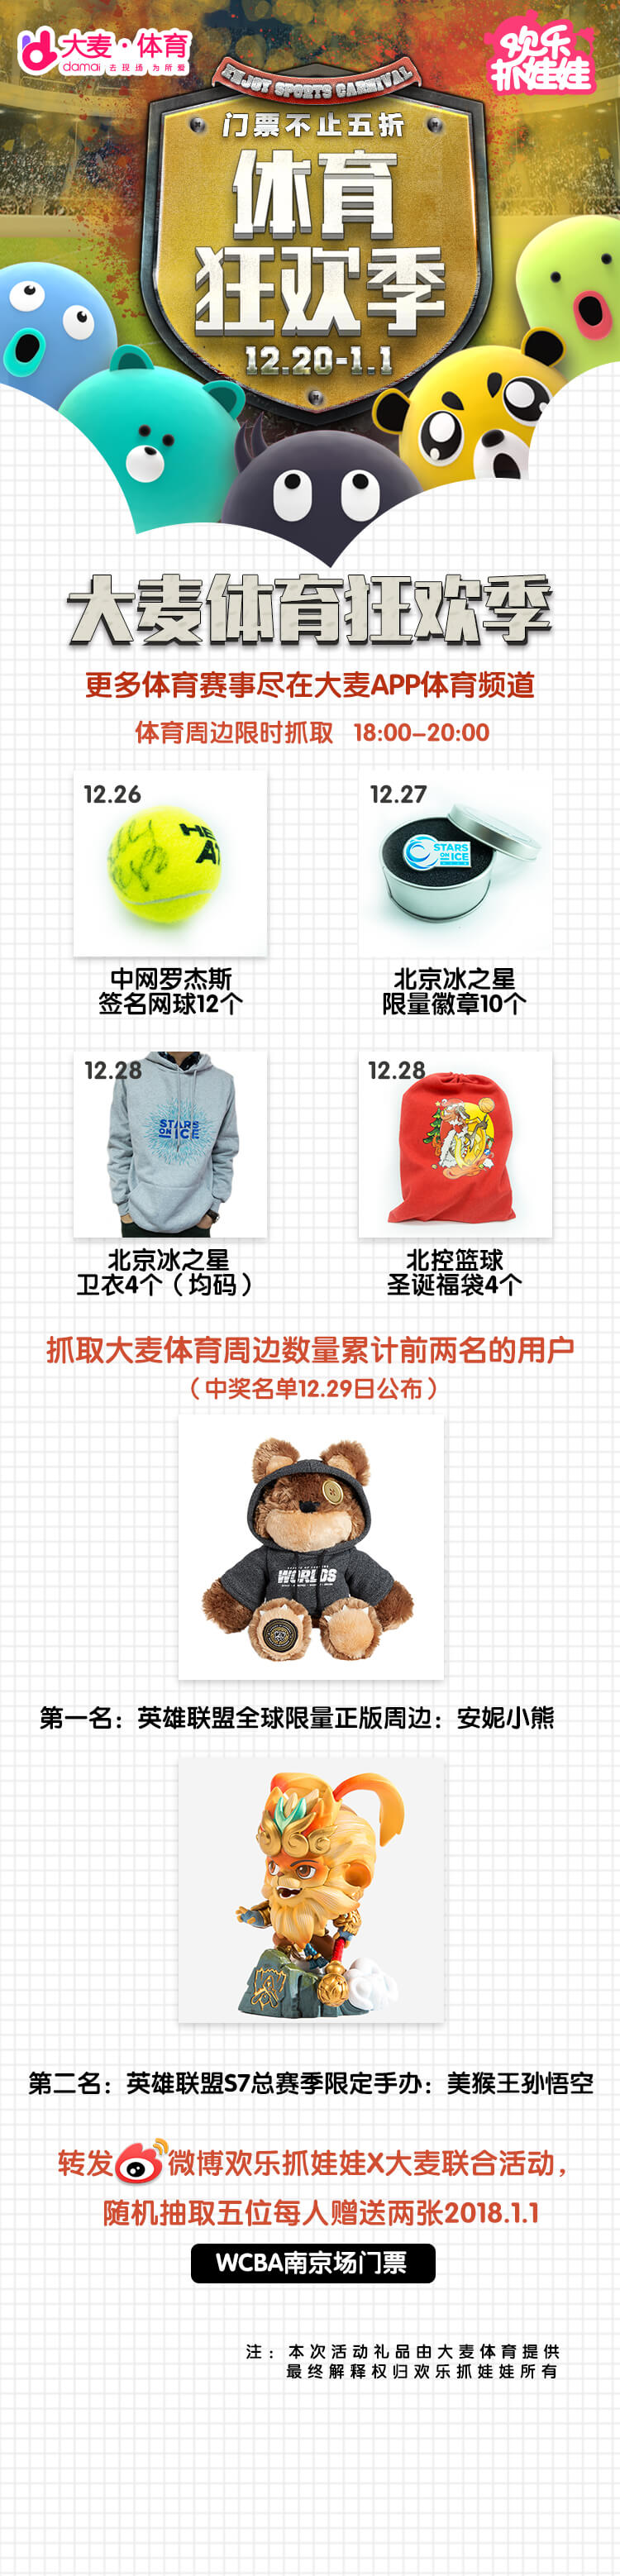 大麦·体育
damai 去现场 为所爱
欢乐
抓娃娃
ENJOY SPORTS CARNIVAL
门票不止五折
体育
狂欢季
12.20-1.1
大麦体育狂欢季
更多体育赛事尽在大麦APP体育频道
体育周边限时抓取 18:00-20:00
12.26
HE
AT
中网罗杰斯
签名网球12个
12.27
STARS
ON ICE
北京冰之星
限量徽章10个
12.28
STARS
ON ICE
北京冰之星
卫衣4个（均码）
12.28
北控篮球
圣诞福袋4个
抓取大麦体育周边数量累计前两名的用户
（中奖名单12.29日公布）
WORLDS
第一名：英雄联盟全球限量正版周边：安妮小熊
第二名：英雄联盟S7总赛季限定手办：美猴王孙悟空
转发微博欢乐抓娃娃X大麦联合活动，
随机抽取五位每人赠送两张2018.1.1
WCBA南京场门票
注：本次活动礼品由大麦体育提供
最终解释权归欢乐抓娃娃所有